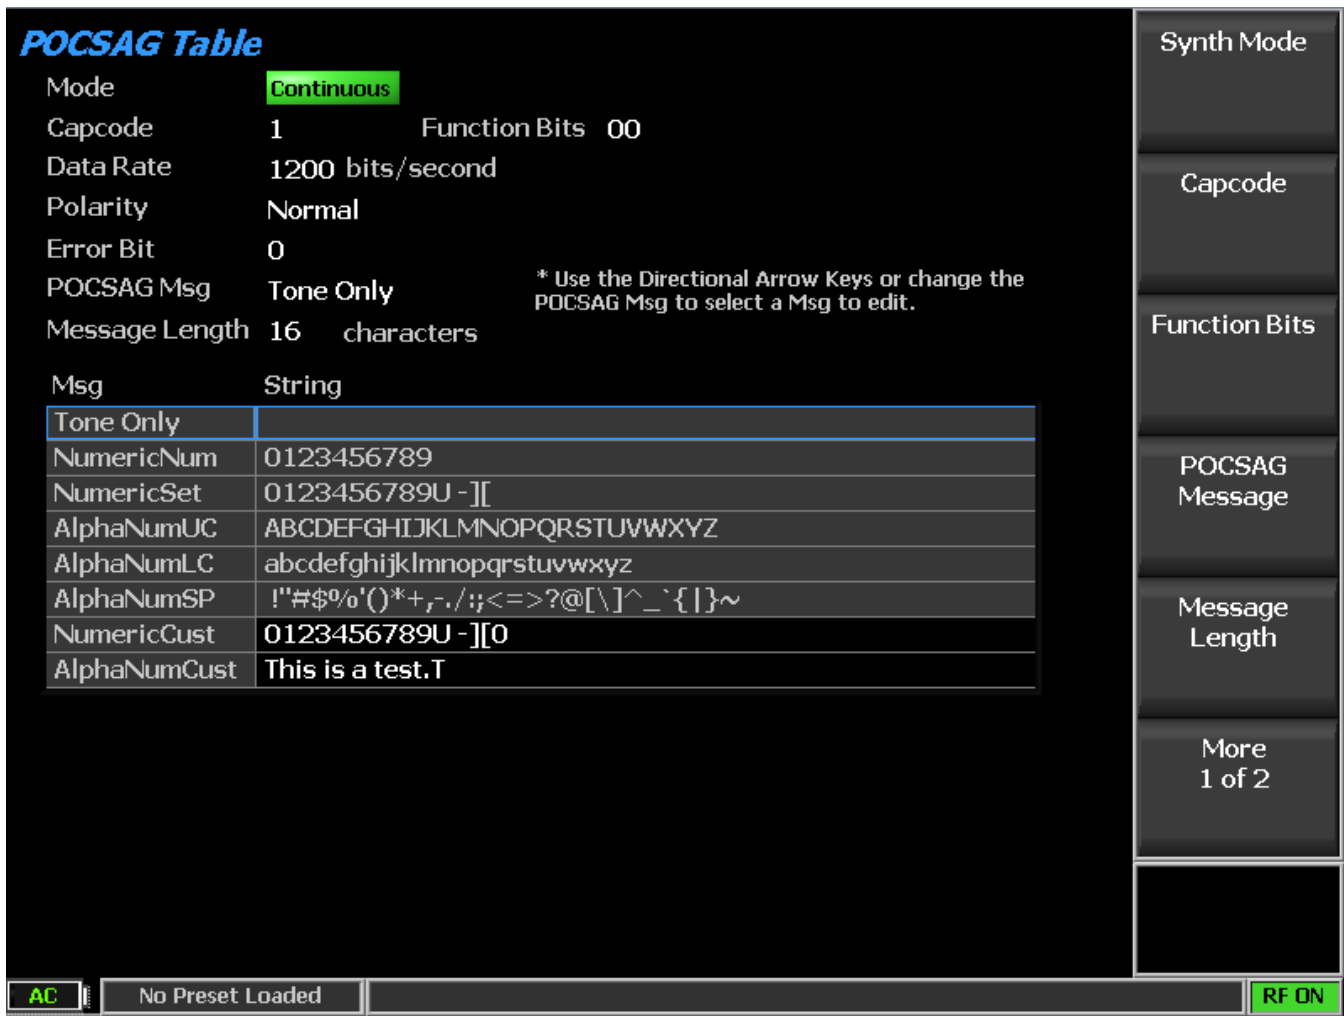 POCSAG Table
Mode Continuous
Capcode 1 Function Bits 00
Data Rate 1200 bits/second
Polarity Normal
Error Bit 0
POCSAG Msg Tone Only
* Use the Directional Arrow Keys or change the
POCSAG Msg to select a Msg to edit.
Message Length 16 characters
Msg String
Tone Only
NumericNum 0123456789
NumericSet 0123456789U -][
AlphaNumUC ABCDEFGHIJKLMNOPQRSTUVWXYZ
AlphaNumLC abcdefghijklmnopqrstuvwxyz
AlphaNumSP !"#$%'()*+,-./:;<=>?@[\]^_`{|}~
NumericCust 0123456789U -][0
AlphaNumCust This is a test.T
Synth Mode
Capcode
Function Bits
POCSAG
Message
Message
Length
More
1 of 2
AC No Preset Loaded RF ON